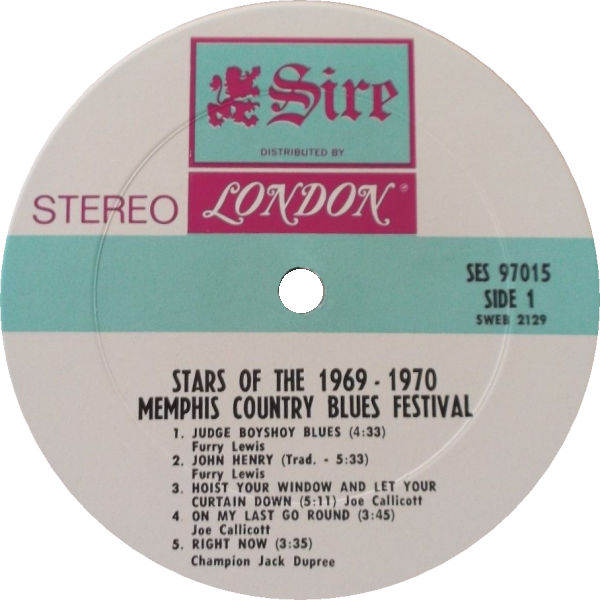 Sire
DISTRIBUTED BY
STEREO
LONDON®
SES 97015
SIDE 1
SWEB 2129
STARS OF THE 1969 - 1970
MEMPHIS COUNTRY BLUES FESTIVAL
1. JUDGE BOYSHOY BLUES (4:33)
Furry Lewis
2. JOHN HENRY (Trad. - 5:33)
Furry Lewis
3. HOIST YOUR WINDOW AND LET YOUR
CURTAIN DOWN (5:11) Joe Callicott
4. ON MY LAST GO ROUND (3:45)
Joe Callicott
5. RIGHT NOW (3:35)
Champion Jack Dupree